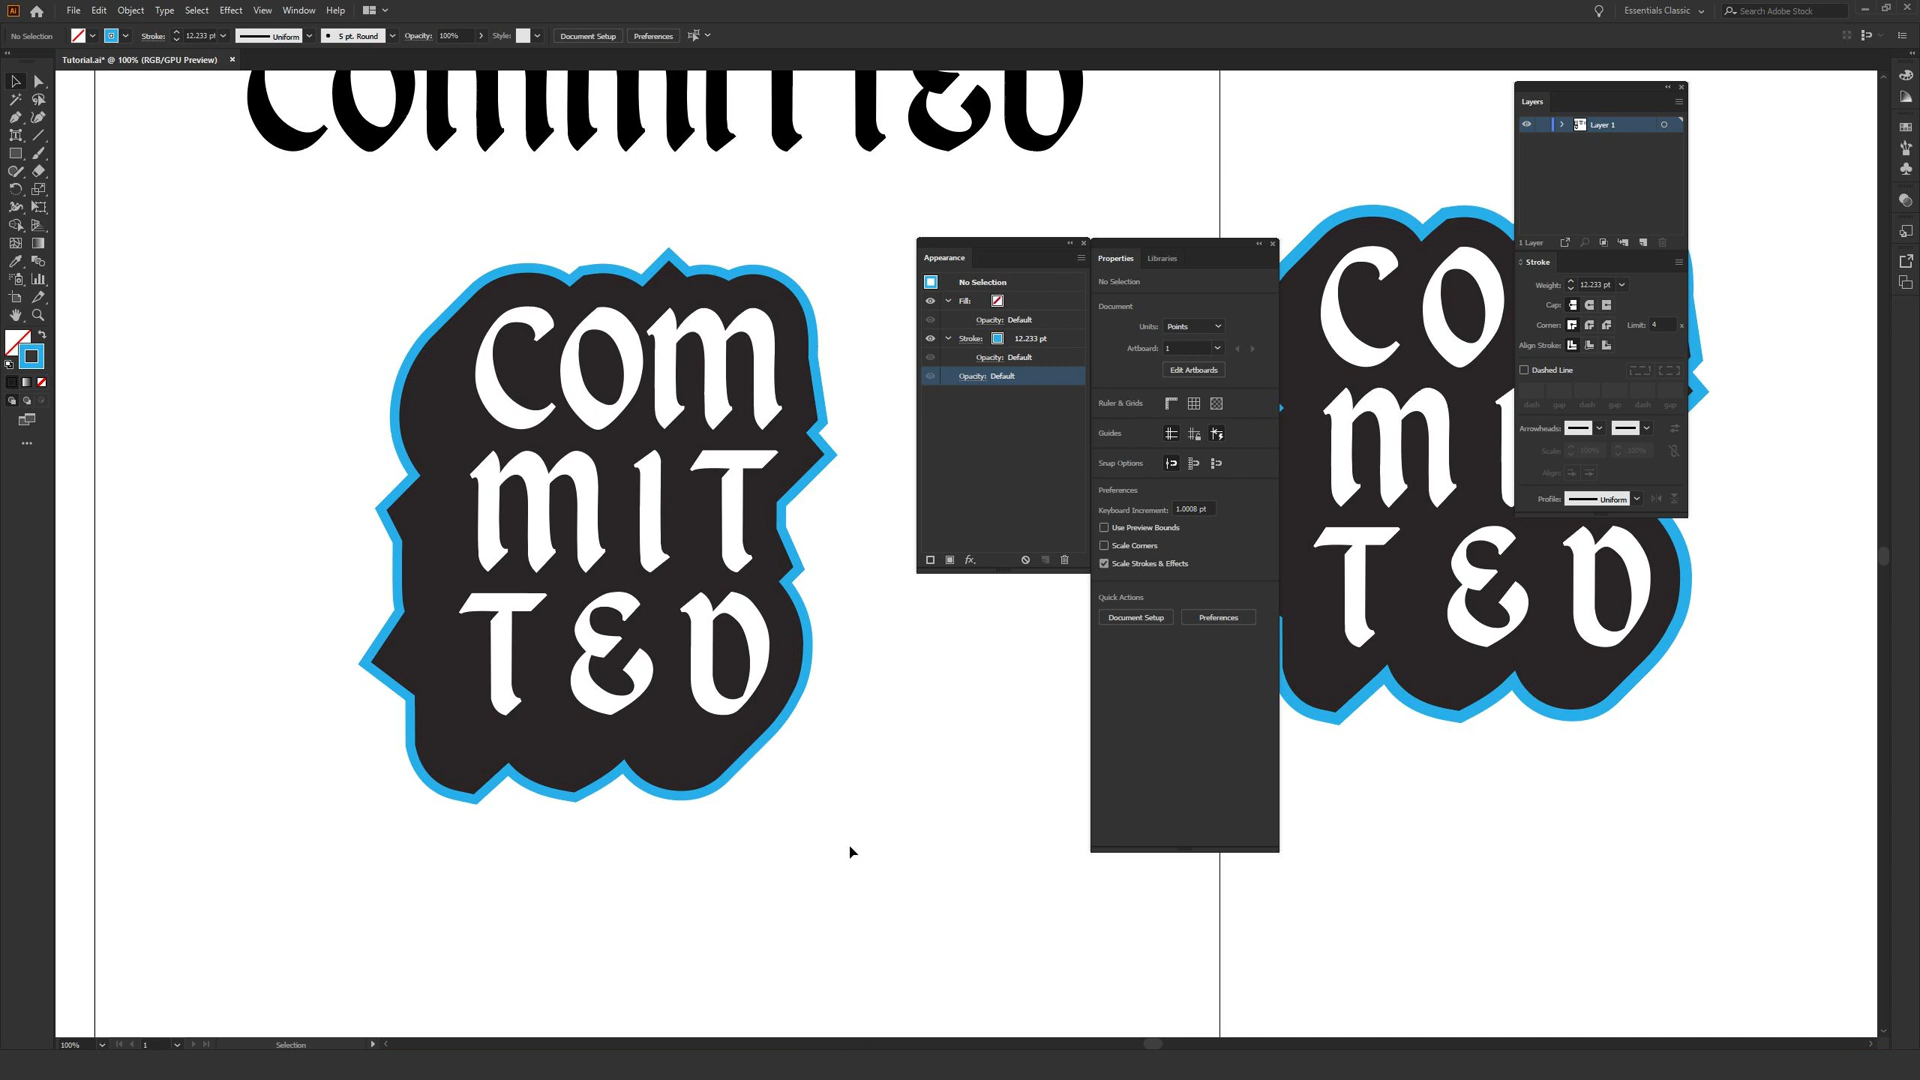 Ai File Edit Object Type Select Effect View Window Help Essentials Classic Search Adobe Stock
No Selection Stroke: 12.233 pt Uniform 5 pt. Round Opacity: 100% Style: Document Setup Preferences
Tutorial.ai* @ 100% (RGB/GPU Preview)
COmmITTED
COM
MIT
TED
CO
M I
T E D
Appearance
No Selection
Fill:
Opacity: Default
Stroke: 12.233 pt
Opacity: Default
Opacity: Default
fx
Properties Libraries
No Selection
Document
Units: Points
Artboard: 1
Edit Artboards
Ruler & Grids
Guides
Snap Options
Preferences
Keyboard Increment: 1.0008 pt
Use Preview Bounds
Scale Corners
Scale Strokes & Effects
Quick Actions
Document Setup Preferences
Layers
Layer 1
1 Layer
Stroke
Weight: 12.233 pt
Cap:
Corner: Limit: 4 x
Align Stroke:
Dashed Line
dash gap dash gap dash gap
Arrowheads:
Scale: 100% 100%
Align:
Profile: Uniform
100% 1 Selection